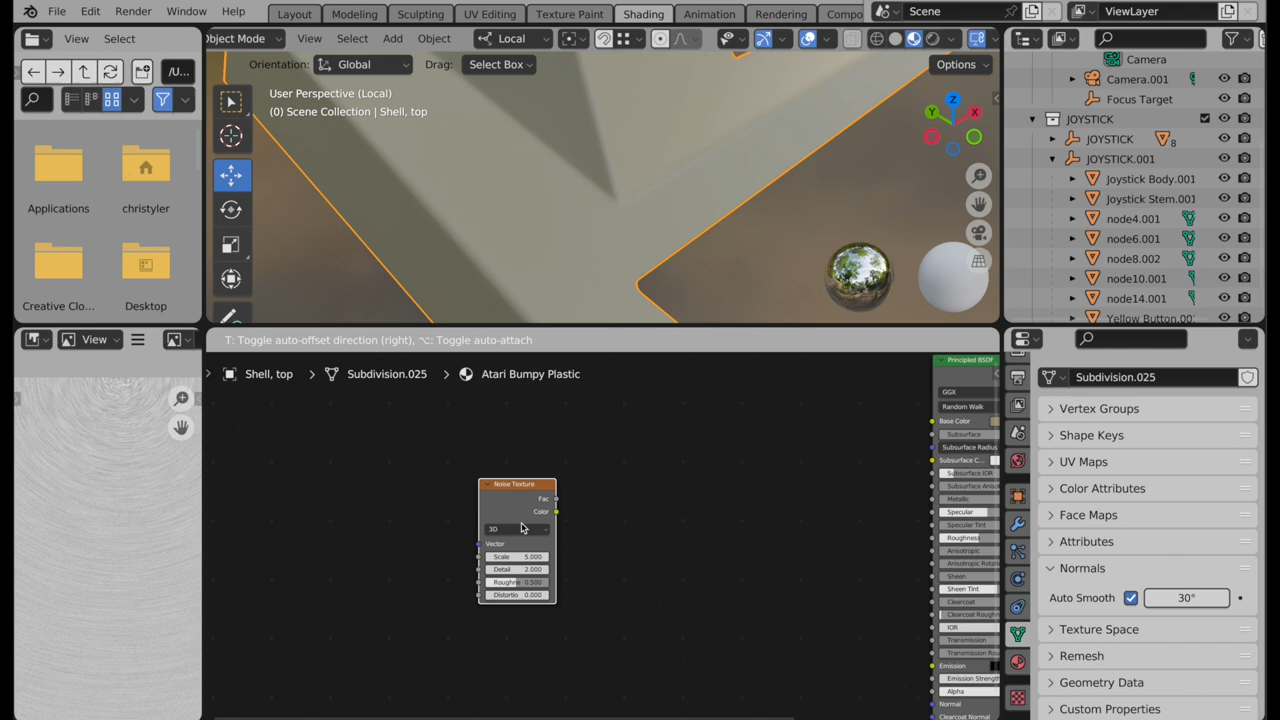 File Edit Render Window Help Layout Modeling Sculpting UV Editing Texture Paint Shading Animation Rendering Scene ViewLayer
View Select
/U...
Applications
christyler
Creative Clo...
Desktop
View
Object Mode View Select Add Object Local
Orientation: Global Drag: Select Box Options
User Perspective (Local)
(0) Scene Collection | Shell, top
Z
Y
X
T: Toggle auto-offset direction (right), ⌥: Toggle auto-attach
Shell, top > Subdivision.025 > Atari Bumpy Plastic
Noise Texture
Fac
Color
3D
Vector
Scale 5.000
Detail 2.000
Roughne 0.500
Distortio 0.000
Principled BSDF
GGX
Random Walk
Base Color
Subsurface
Subsurface Radius
Subsurface C...
Subsurface IOR
Metallic
Specular
Specular Tint
Roughness
Anisotropic
Sheen
Sheen Tint
Clearcoat
IOR
Transmission
Emission
Alpha
Normal
Camera
Camera.001
Focus Target
JOYSTICK
JOYSTICK 8
JOYSTICK.001
Joystick Body.001
Joystick Stem.001
node4.001
node6.001
node8.002
node10.001
node14.001
Subdivision.025
Vertex Groups
Shape Keys
UV Maps
Color Attributes
Face Maps
Attributes
Normals
Auto Smooth 30°
Texture Space
Remesh
Geometry Data
Custom Properties